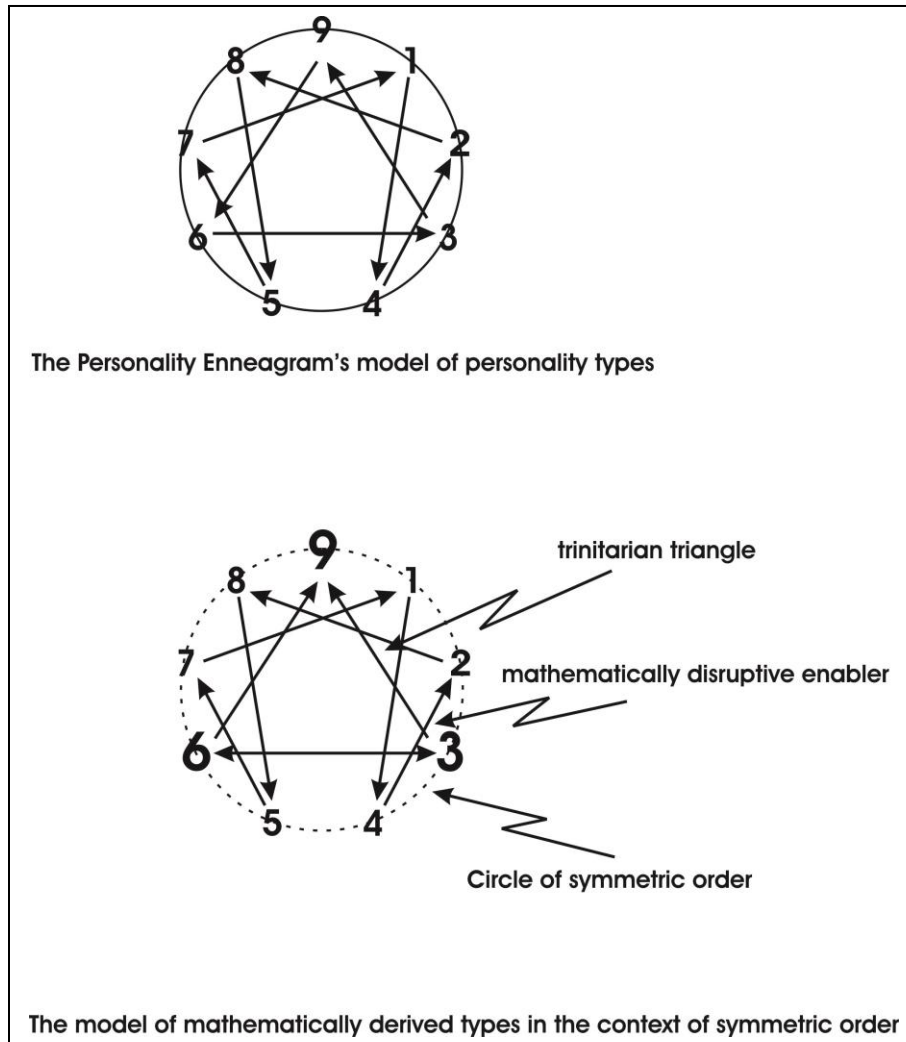 9
8 1
7 2
6 3
5 4
The Personality Enneagram's model of personality types
9
trinitarian triangle
8 1
7 2
mathematically disruptive enabler
6 3
5 4
Circle of symmetric order
The model of mathematically derived types in the context of symmetric order